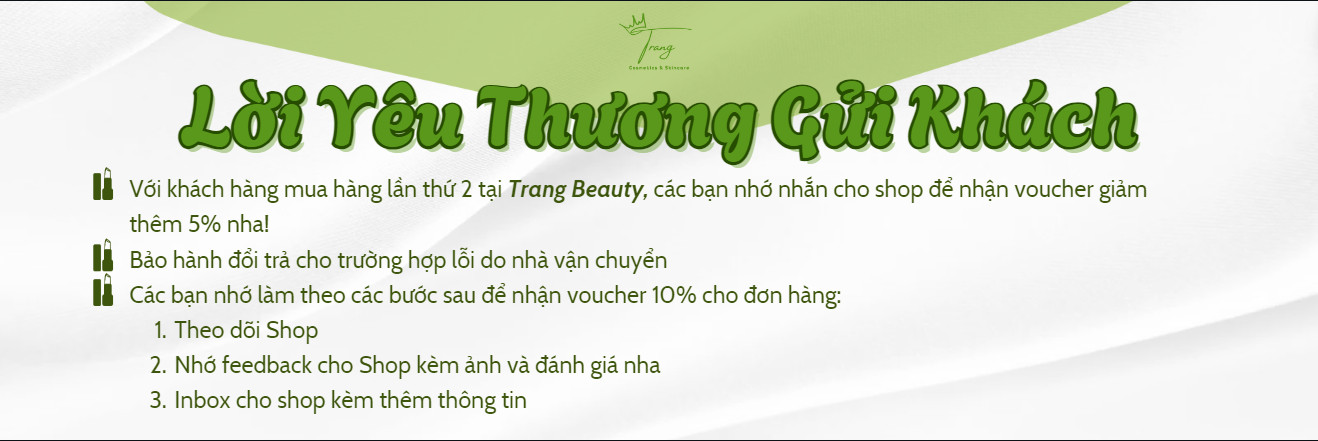 Trang
Cosmetics & Skincare
Lời Yêu Thương Gửi Khách
Với khách hàng mua hàng lần thứ 2 tại Trang Beauty, các bạn nhớ nhắn cho shop để nhận voucher giảm
thêm 5% nha!
Bảo hành đổi trả cho trường hợp lỗi do nhà vận chuyển
Các bạn nhớ làm theo các bước sau để nhận voucher 10% cho đơn hàng:
1. Theo dõi Shop
2. Nhớ feedback cho Shop kèm ảnh và đánh giá nha
3. Inbox cho shop kèm thêm thông tin